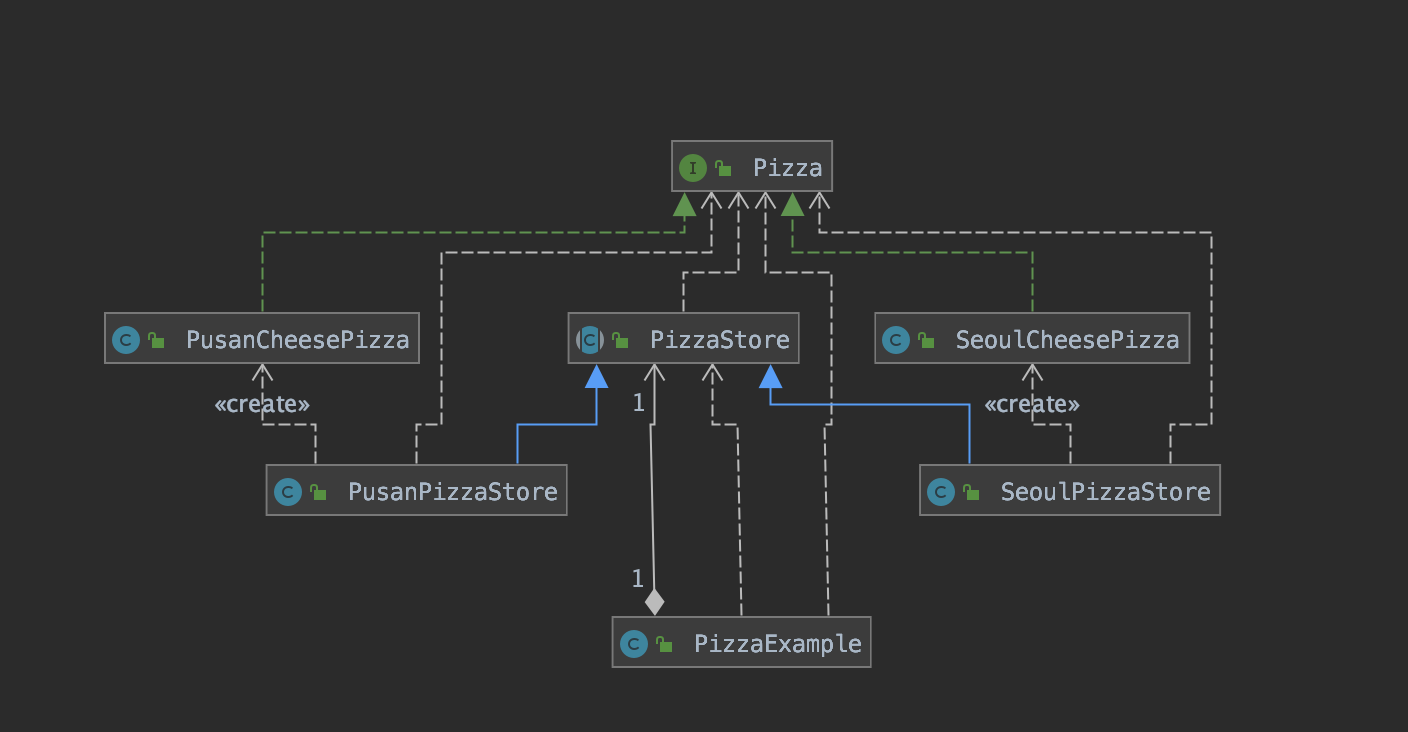 I Pizza
C PusanCheesePizza
C PizzaStore
C SeoulCheesePizza
«create»
1
«create»
C PusanPizzaStore
C SeoulPizzaStore
1
C PizzaExample